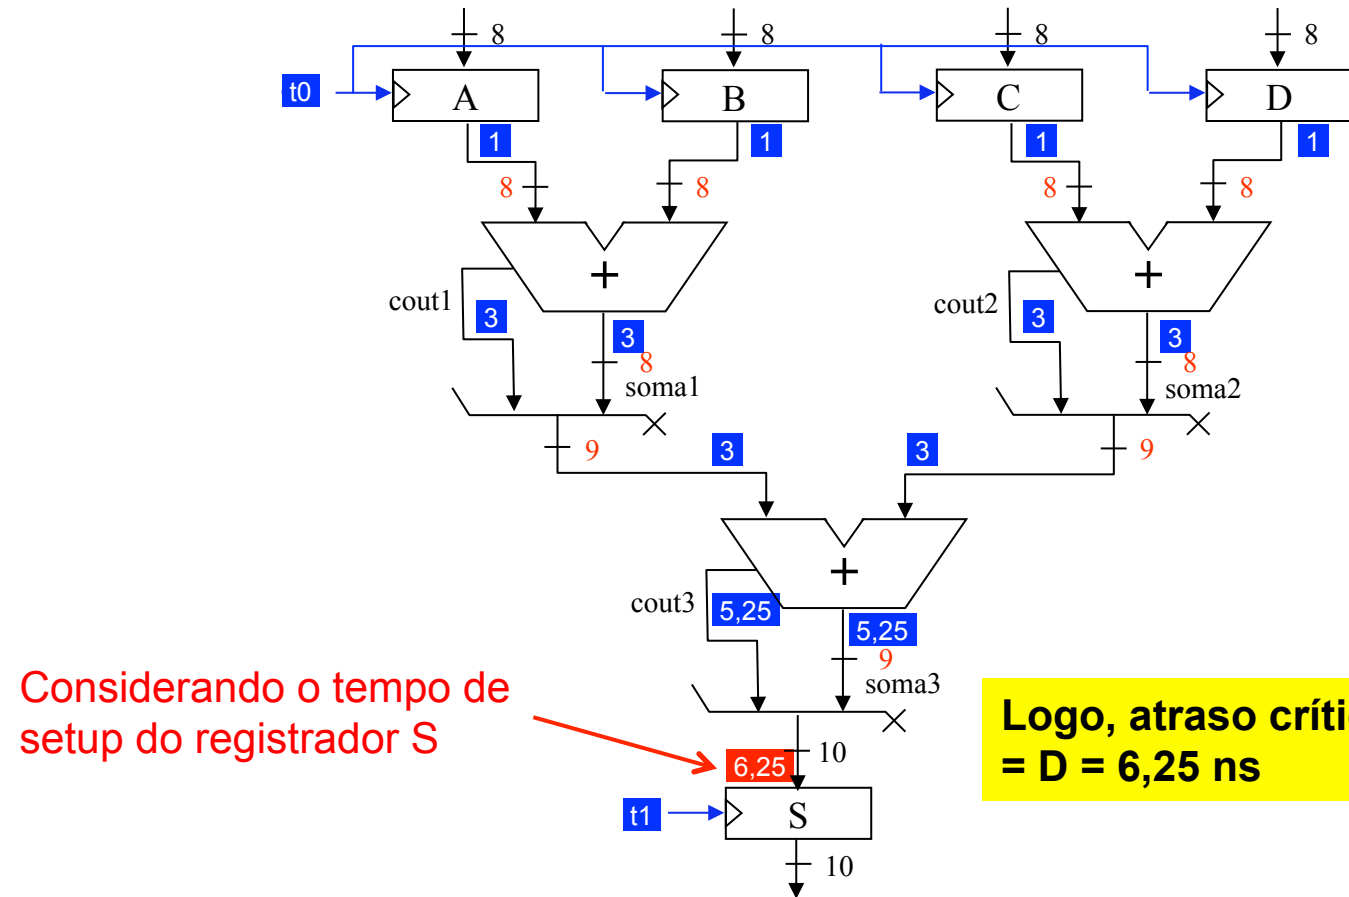 8 8 8 8
t0 A B C D
1 1 1 1
8 8 8 8
+ +
cout1 3 3 8 soma1
cout2 3 3 8 soma2
9 3 3 9
+
cout3 5,25 5,25
9
soma3
Considerando o tempo de
setup do registrador S
Logo, atraso
= D = 6,25 ns
6,25 10
t1 S
10